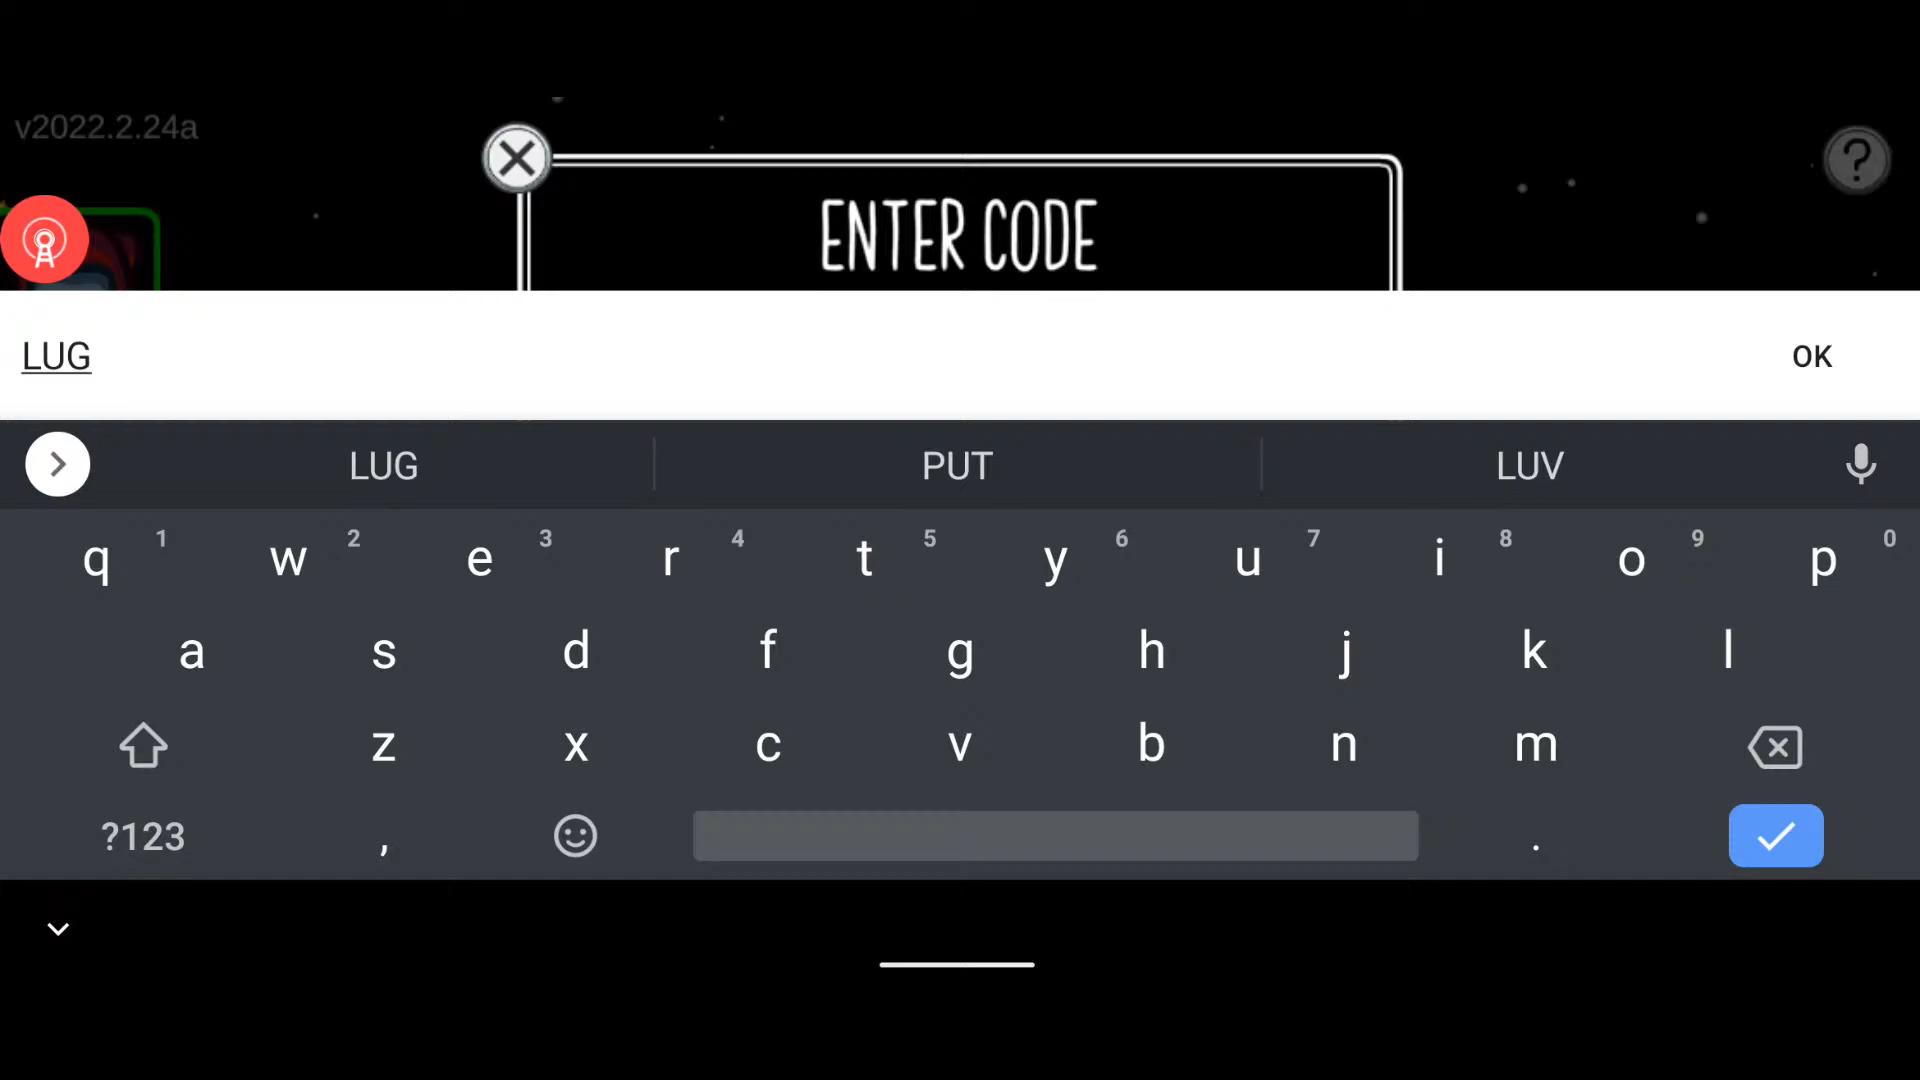 v2022.2.24a
?
ENTER CODE
LUG
OK
LUG PUT LUV
q 1 w 2 e 3 r 4 t 5 y 6 u 7 i 8 o 9 p 0
a s d f g h j k l
z x c v b n m
?123 , .